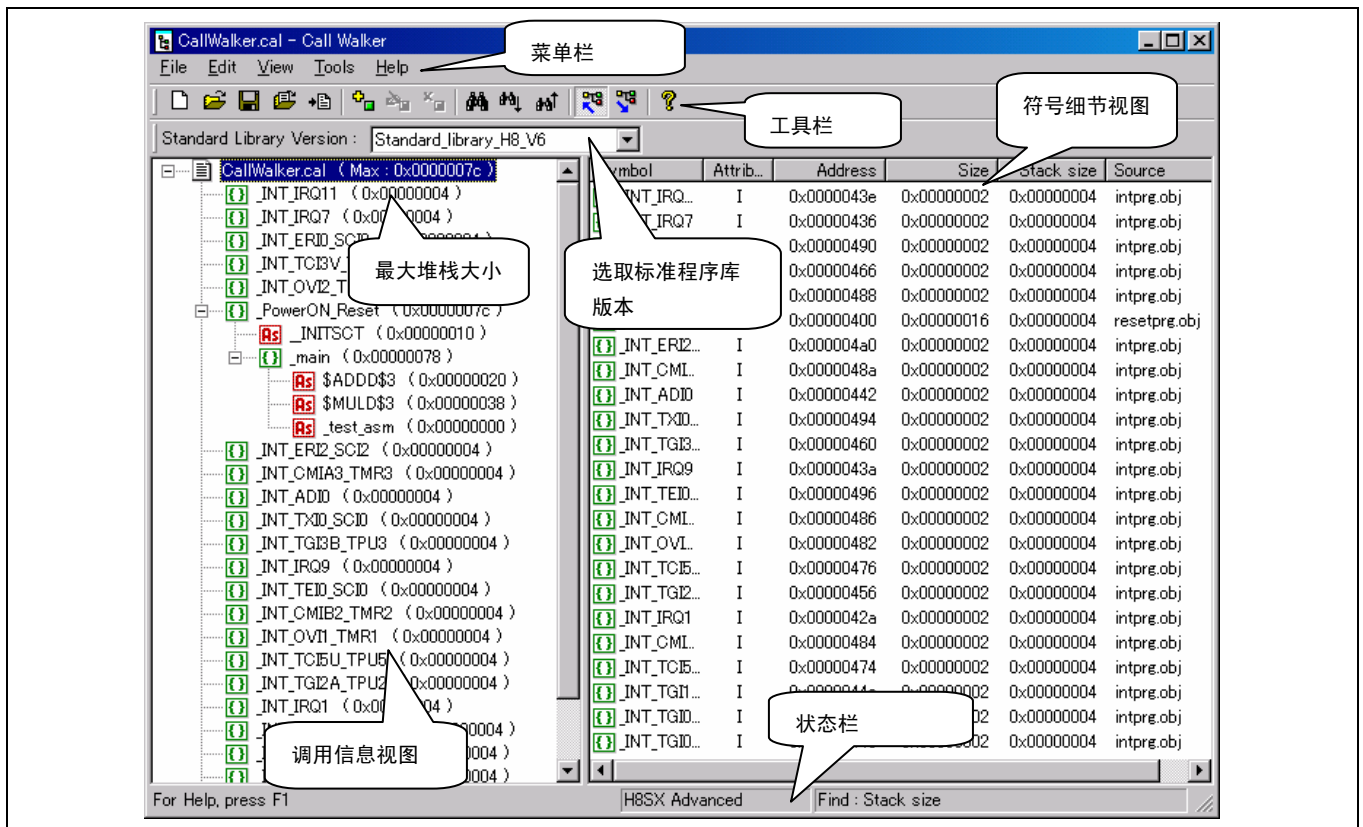 CallWalker.cal - Call Walker
菜单栏
File Edit View Tools Help
工具栏
符号细节视图
Standard Library Version : Standard_library_H8_V6
CallWalker.cal ( Max : 0x0000007c )
_INT_IRQ11 ( 0x00000004 )
_INT_IRQ7
_INT_ERI0_SCI0
最大堆栈大小
选取标准程序库
版本
_PowerON_Reset ( 0x0000007c )
_INITSCT ( 0x00000010 )
_main ( 0x00000078 )
$ADDD$3 ( 0x00000020 )
$MULD$3 ( 0x00000038 )
_test_asm ( 0x00000000 )
_INT_ERI2_SCI2 ( 0x00000004 )
_INT_CMIA3_TMR3 ( 0x00000004 )
_INT_ADI0 ( 0x00000004 )
_INT_TXI0_SCI0 ( 0x00000004 )
_INT_TGI3B_TPU3 ( 0x00000004 )
_INT_IRQ9 ( 0x00000004 )
_INT_TEI0_SCI0 ( 0x00000004 )
_INT_CMIB2_TMR2 ( 0x00000004 )
_INT_OVI1_TMR1 ( 0x00000004 )
_INT_TCI5U_TPU5 ( 0x00000004 )
_INT_TGI2A_TPU2 0x00000004 )
_INT_IRQ1
调用信息视图
Attrib... Address Size Stack size Source
I 0x0000043e 0x00000002 0x00000004 intprg.obj
_IRQ7 I 0x00000436 0x00000002 0x00000004 intprg.obj
0x00000490 0x00000002 0x00000004 intprg.obj
0x00000466 0x00000002 0x00000004 intprg.obj
0x00000488 0x00000002 0x00000004 intprg.obj
0x00000400 0x00000016 0x00000004 resetprg.obj
_INT_ERI2... I 0x000004a0 0x00000002 0x00000004 intprg.obj
_INT_CMI... I 0x0000048a 0x00000002 0x00000004 intprg.obj
_INT_ADI0 I 0x00000442 0x00000002 0x00000004 intprg.obj
_INT_TXI0... I 0x00000494 0x00000002 0x00000004 intprg.obj
_INT_TGI3... I 0x00000460 0x00000002 0x00000004 intprg.obj
_INT_IRQ9 I 0x0000043a 0x00000002 0x00000004 intprg.obj
_INT_TEI0... I 0x00000496 0x00000002 0x00000004 intprg.obj
_INT_CMI... I 0x00000486 0x00000002 0x00000004 intprg.obj
_INT_OVI... I 0x00000482 0x00000002 0x00000004 intprg.obj
_INT_TCI5... I 0x00000476 0x00000002 0x00000004 intprg.obj
_INT_TGI2... I 0x00000456 0x00000002 0x00000004 intprg.obj
_INT_IRQ1 I 0x0000042a 0x00000002 0x00000004 intprg.obj
_INT_CMI... I 0x00000484 0x00000002 0x00000004 intprg.obj
_INT_TCI5... I 0x00000474 0x00000002 0x00000004 intprg.obj
_INT_TGI1... I 0x00000004 intprg.obj
_INT_TGI0... I 0x00000004 intprg.obj
_INT_TGI0... I 0x00000004 intprg.obj
状态栏
For Help, press F1 H8SX Advanced Find : Stack size